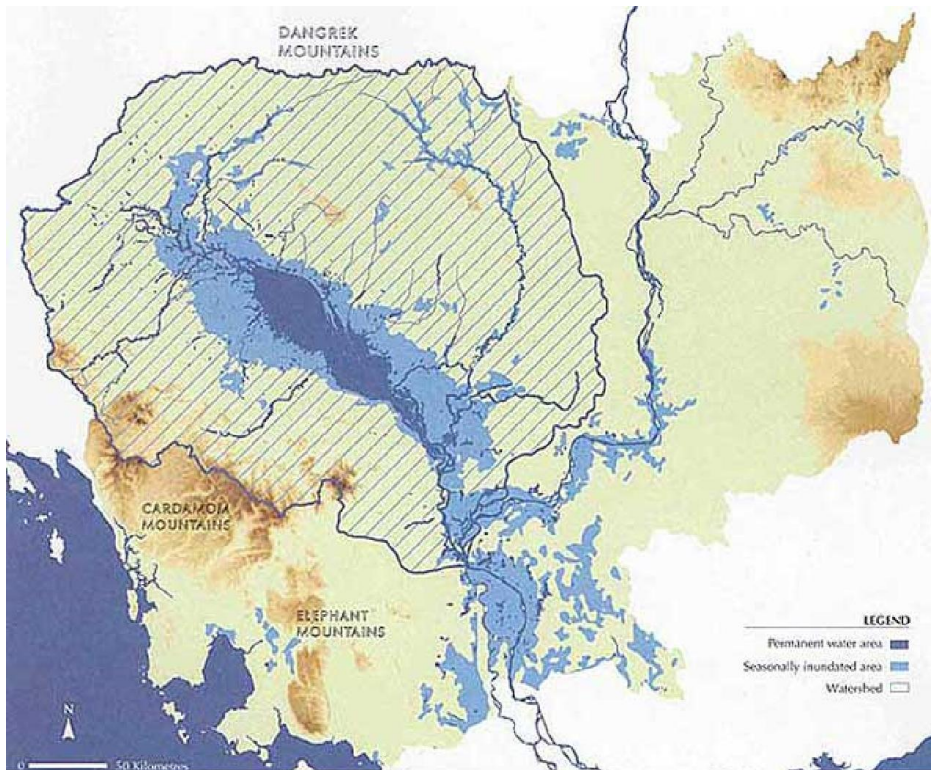 DANGREK
MOUNTAINS
CARDAMOM
MOUNTAINS
ELEPHANT
MOUNTAINS
LEGEND
Permanent water area
Seasonally inundated area
Watershed
N
0 50 Kilometres